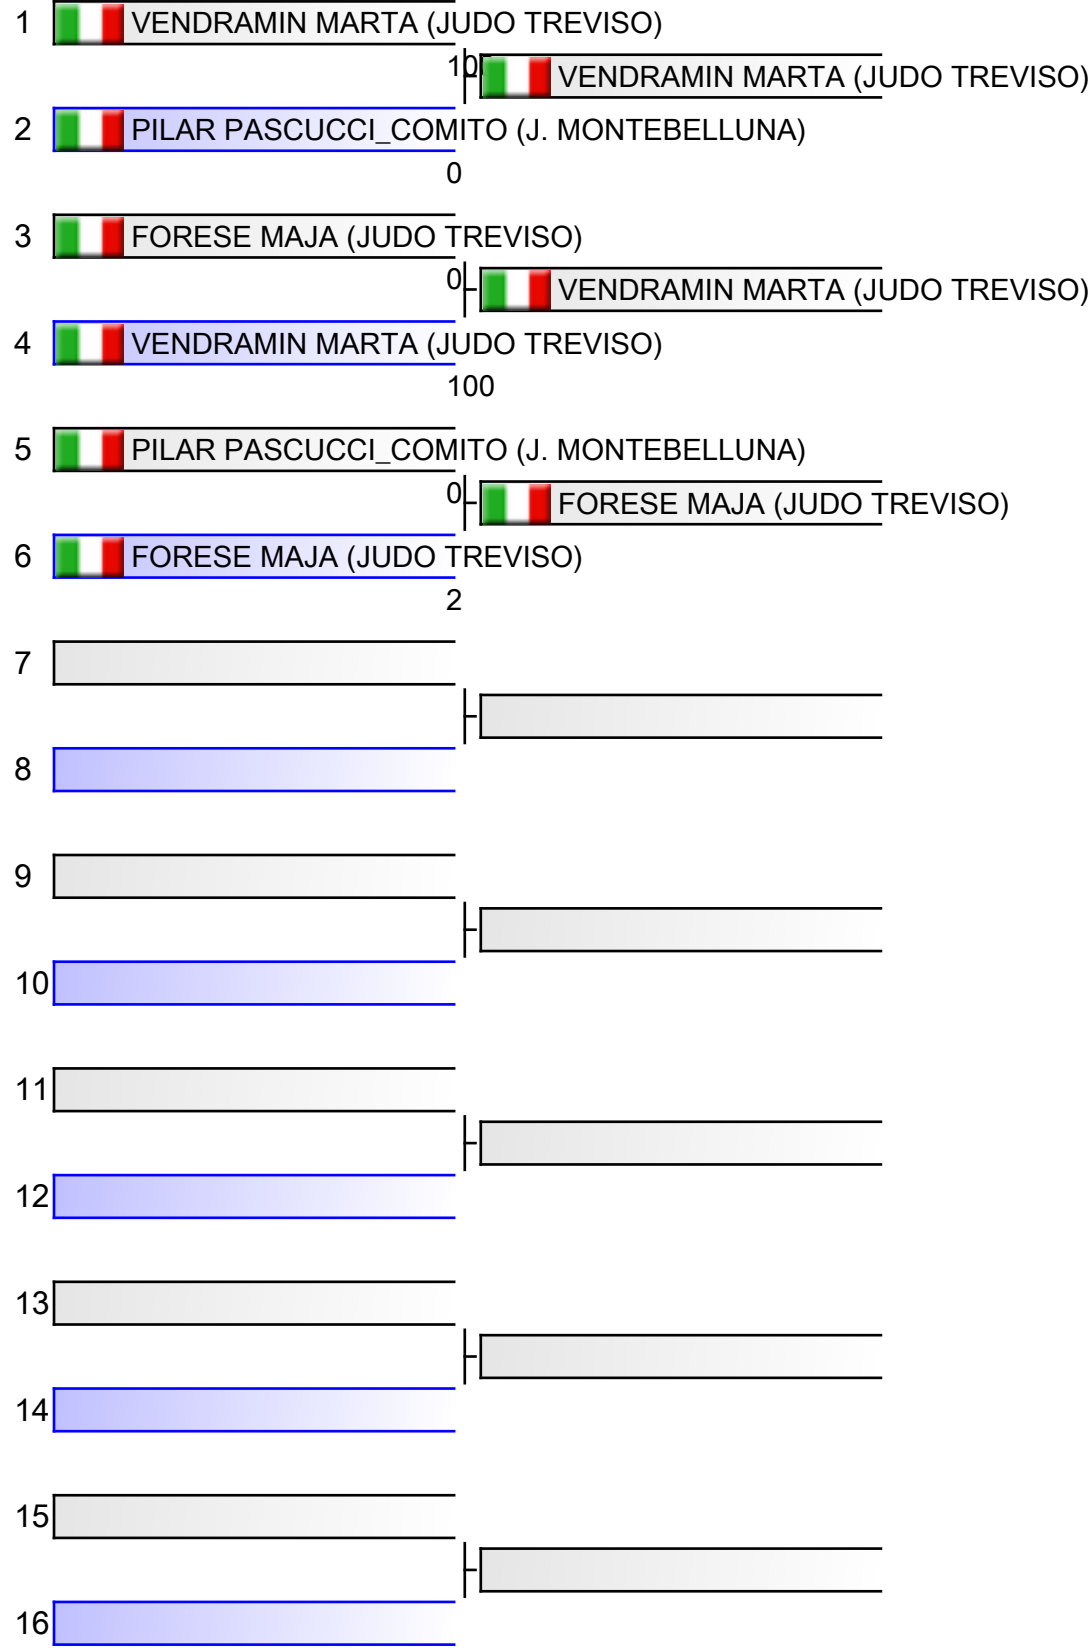 1 VENDRAMIN MARTA (JUDO TREVISO)
VENDRAMIN MARTA (JUDO TREVISO)
2 PILAR PASCUCCI_COMITO (J. MONTEBELLUNA)
0
3 FORESE MAJA (JUDO TREVISO)
0
VENDRAMIN MARTA (JUDO TREVISO)
4 VENDRAMIN MARTA (JUDO TREVISO)
100
5 PILAR PASCUCCI_COMITO (J. MONTEBELLUNA)
0
FORESE MAJA (JUDO TREVISO)
6 FORESE MAJA (JUDO TREVISO)
2
7
8
9
10
11
12
13
14
15
16